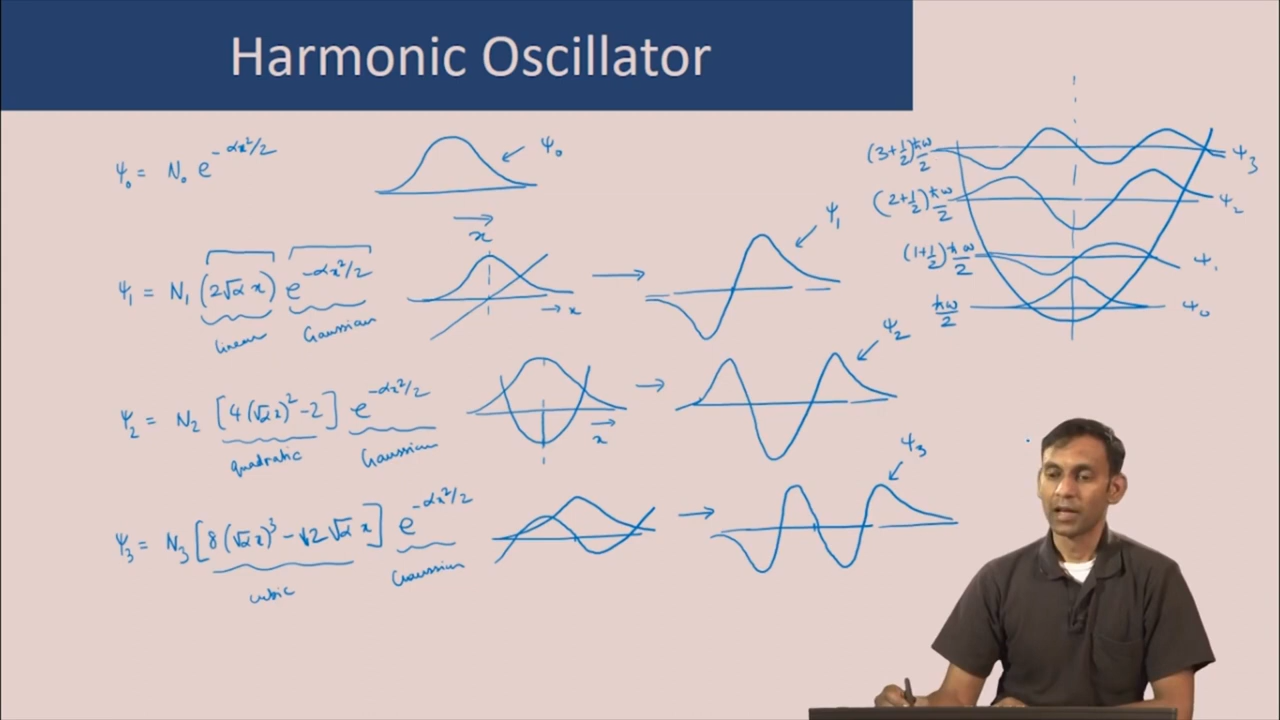 Harmonic Oscillator
ψ₀ = N₀ e^{-αx²/2}
ψ₀
x
ψ₁ = N₁ (2√α x) e^{-αx²/2}
linear Gaussian
x
ψ₁
ψ₂ = N₂ [4(√α x)² - 2] e^{-αx²/2}
quadratic Gaussian
x
ψ₂
ψ₃ = N₃ [8(√α x)³ - √2 √α x] e^{-αx²/2}
cubic Gaussian
ψ₃
(3+½) ħω/2 ψ₃
(2+½) ħω/2 ψ₂
(1+½) ħω/2 ψ₁
ħω/2 ψ₀